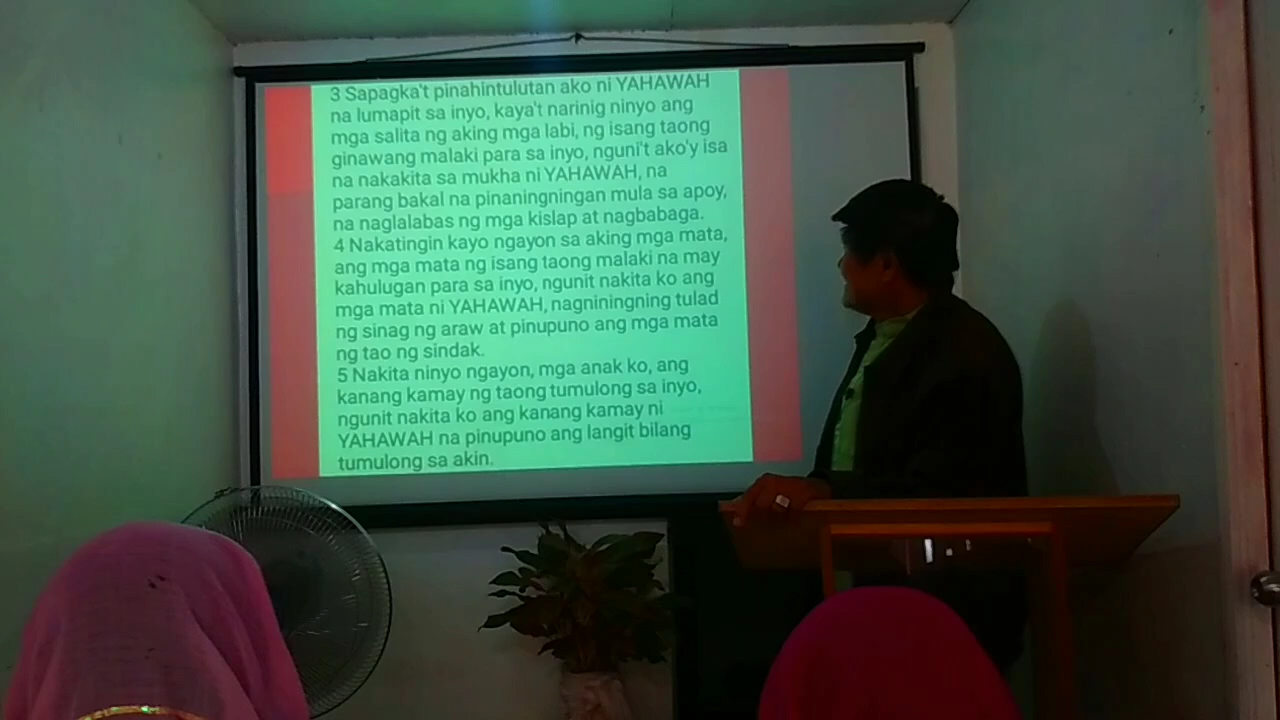 3 Sapagka't pinahintulutan ako ni YAHAWAH
na lumapit sa inyo, kaya't narinig ninyo ang
mga salita ng aking mga labi, ng isang taong
ginawang malaki para sa inyo, nguni't ako'y isa
na nakakita sa mukha ni YAHAWAH, na
parang bakal na pinaningningan mula sa apoy,
na naglalabas ng mga kislap at nagbabaga.
4 Nakatingin kayo ngayon sa aking mga mata,
ang mga mata ng isang taong malaki na may
kahulugan para sa inyo, ngunit nakita ko ang
mga mata ni YAHAWAH, nagniningning tulad
ng sinag ng araw at pinupuno ang mga mata
ng tao ng sindak.
5 Nakita ninyo ngayon, mga anak ko, ang
kanang kamay ng taong tumulong sa inyo,
ngunit nakita ko ang kanang kamay ni
YAHAWAH na pinupuno ang langit bilang
tumulong sa akin.